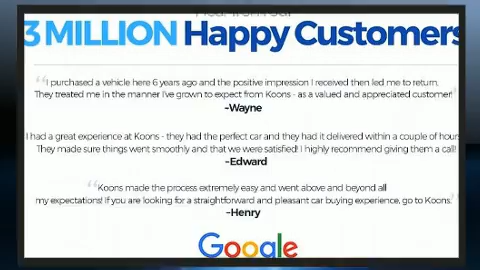 3 MILLION Happy Customers
“I purchased a vehicle here 6 years ago and the positive impression I received then led me to return.
They treated me in the manner I've grown to expect from Koons - as a valued and appreciated customer!”
~Wayne
I had a great experience at Koons - they had the perfect car and they had it delivered within a couple of hours
They made sure things went smoothly and that we were satisfied! I highly recommend giving them a call!
~Edward
“Koons made the process extremely easy and went above and beyond all
my expectations! If you are looking for a straightforward and pleasant car buying experience, go to Koons.”
~Henry
Google